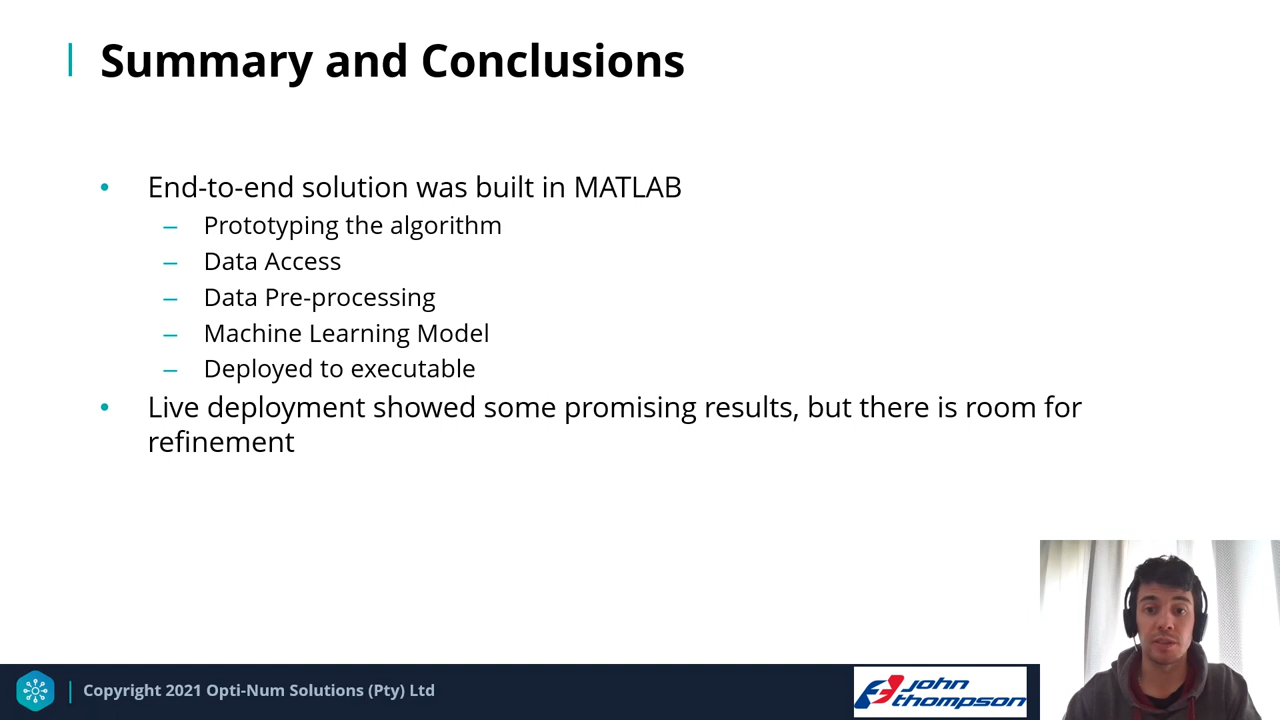 Summary and Conclusions
• End-to-end solution was built in MATLAB
– Prototyping the algorithm
– Data Access
– Data Pre-processing
– Machine Learning Model
– Deployed to executable
• Live deployment showed some promising results, but there is room for
refinement
Copyright 2021 Opti-Num Solutions (Pty) Ltd
john
thompson